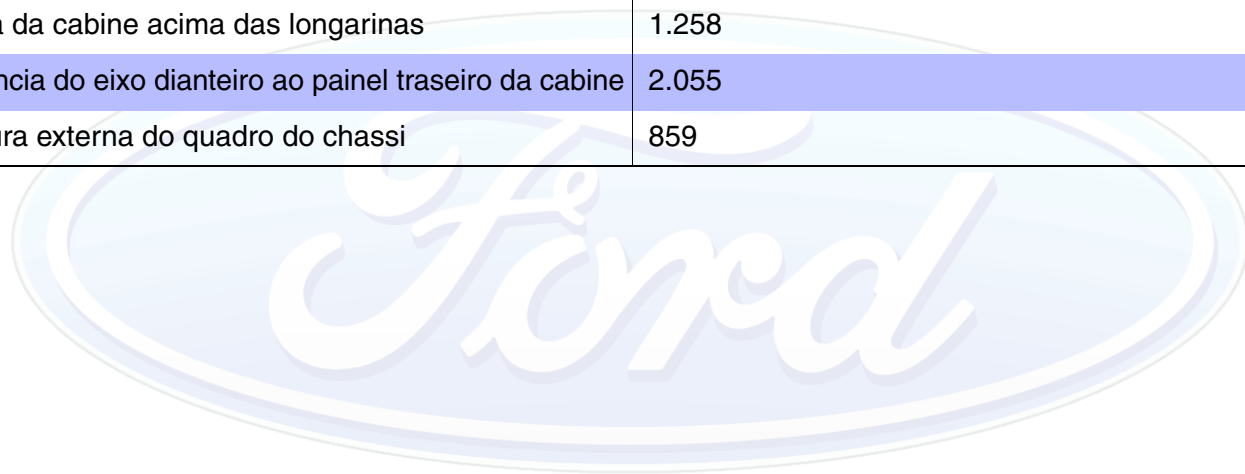 a da cabine acima das longarinas 1.258
ncia do eixo dianteiro ao painel traseiro da cabine 2.055
ura externa do quadro do chassi 859
Ford